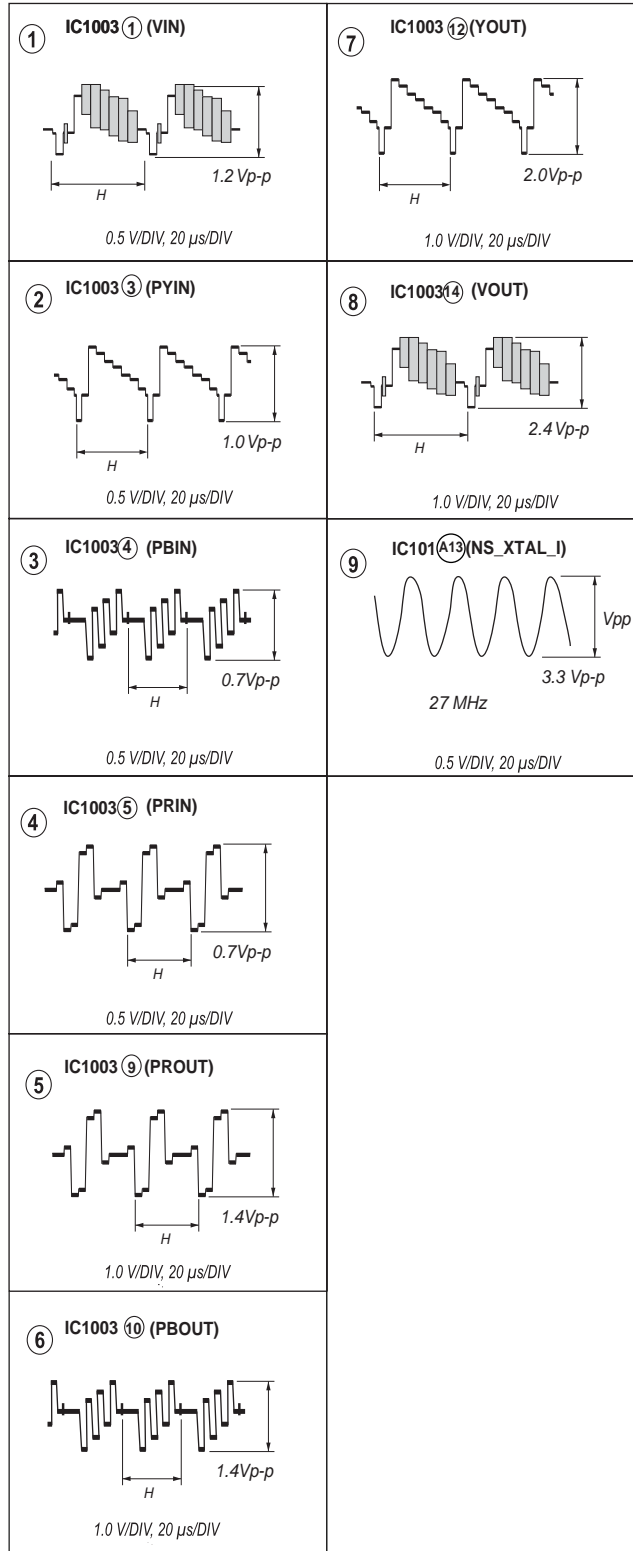 ① IC1003 ① (VIN)
1.2 Vp-p
H
0.5 V/DIV, 20 µs/DIV
② IC1003 ③ (PYIN)
1.0 Vp-p
H
0.5 V/DIV, 20 µs/DIV
③ IC1003 ④ (PBIN)
0.7Vp-p
H
0.5 V/DIV, 20 µs/DIV
④ IC1003 ⑤ (PRIN)
0.7Vp-p
H
0.5 V/DIV, 20 µs/DIV
⑤ IC1003 ⑨ (PROUT)
1.4Vp-p
H
1.0 V/DIV, 20 µs/DIV
⑥ IC1003 ⑩ (PBOUT)
1.4Vp-p
H
1.0 V/DIV, 20 µs/DIV
⑦ IC1003 ⑫ (YOUT)
2.0Vp-p
H
1.0 V/DIV, 20 µs/DIV
⑧ IC1003 ⑭ (VOUT)
2.4 Vp-p
H
1.0 V/DIV, 20 µs/DIV
⑨ IC101 A13 (NS_XTAL_I)
Vpp
3.3 Vp-p
27 MHz
0.5 V/DIV, 20 µs/DIV